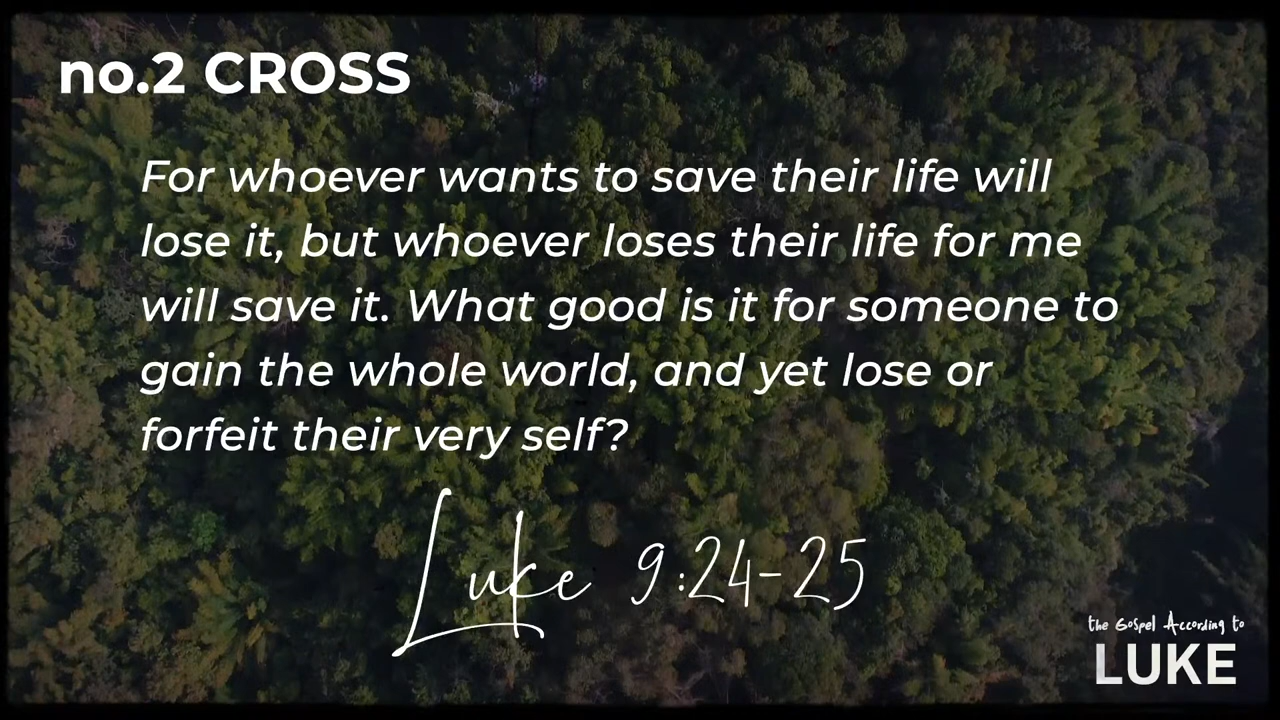 no.2 CROSS
For whoever wants to save their life will
lose it, but whoever loses their life for me
will save it. What good is it for someone to
gain the whole world, and yet lose or
forfeit their very self?
Luke 9:24-25
the Gospel According to
LUKE